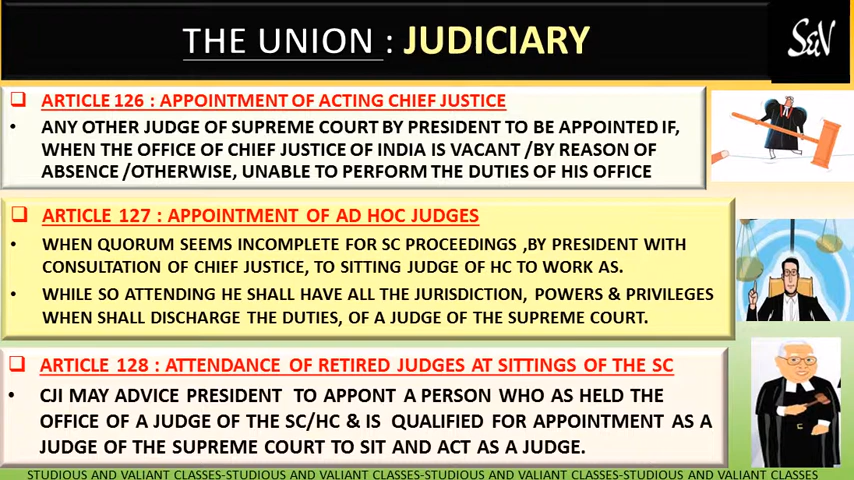 THE UNION : JUDICIARY
S&V
ARTICLE 126 : APPOINTMENT OF ACTING CHIEF JUSTICE
• ANY OTHER JUDGE OF SUPREME COURT BY PRESIDENT TO BE APPOINTED IF,
WHEN THE OFFICE OF CHIEF JUSTICE OF INDIA IS VACANT /BY REASON OF
ABSENCE /OTHERWISE, UNABLE TO PERFORM THE DUTIES OF HIS OFFICE
ARTICLE 127 : APPOINTMENT OF AD HOC JUDGES
• WHEN QUORUM SEEMS INCOMPLETE FOR SC PROCEEDINGS ,BY PRESIDENT WITH
CONSULTATION OF CHIEF JUSTICE, TO SITTING JUDGE OF HC TO WORK AS.
• WHILE SO ATTENDING HE SHALL HAVE ALL THE JURISDICTION, POWERS & PRIVILEGES
WHEN SHALL DISCHARGE THE DUTIES, OF A JUDGE OF THE SUPREME COURT.
ARTICLE 128 : ATTENDANCE OF RETIRED JUDGES AT SITTINGS OF THE SC
• CJI MAY ADVICE PRESIDENT TO APPONT A PERSON WHO AS HELD THE
OFFICE OF A JUDGE OF THE SC/HC & IS QUALIFIED FOR APPOINTMENT AS A
JUDGE OF THE SUPREME COURT TO SIT AND ACT AS A JUDGE.
STUDIOUS AND VALIANT CLASSES-STUDIOUS AND VALIANT CLASSES-STUDIOUS AND VALIANT CLASSES-STUDIOUS AND VALIANT CLASSES